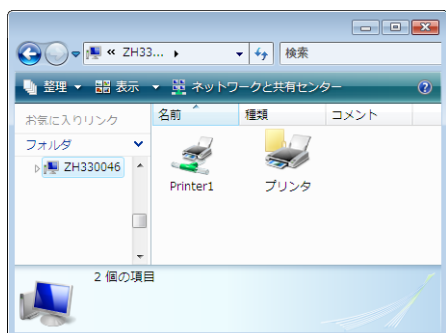 « ZH33...
検索
整理
表示
ネットワークと共有センター
お気に入りリンク
名前
種類
コメント
フォルダ
ZH330046
Printer1
プリンタ
2 個の項目